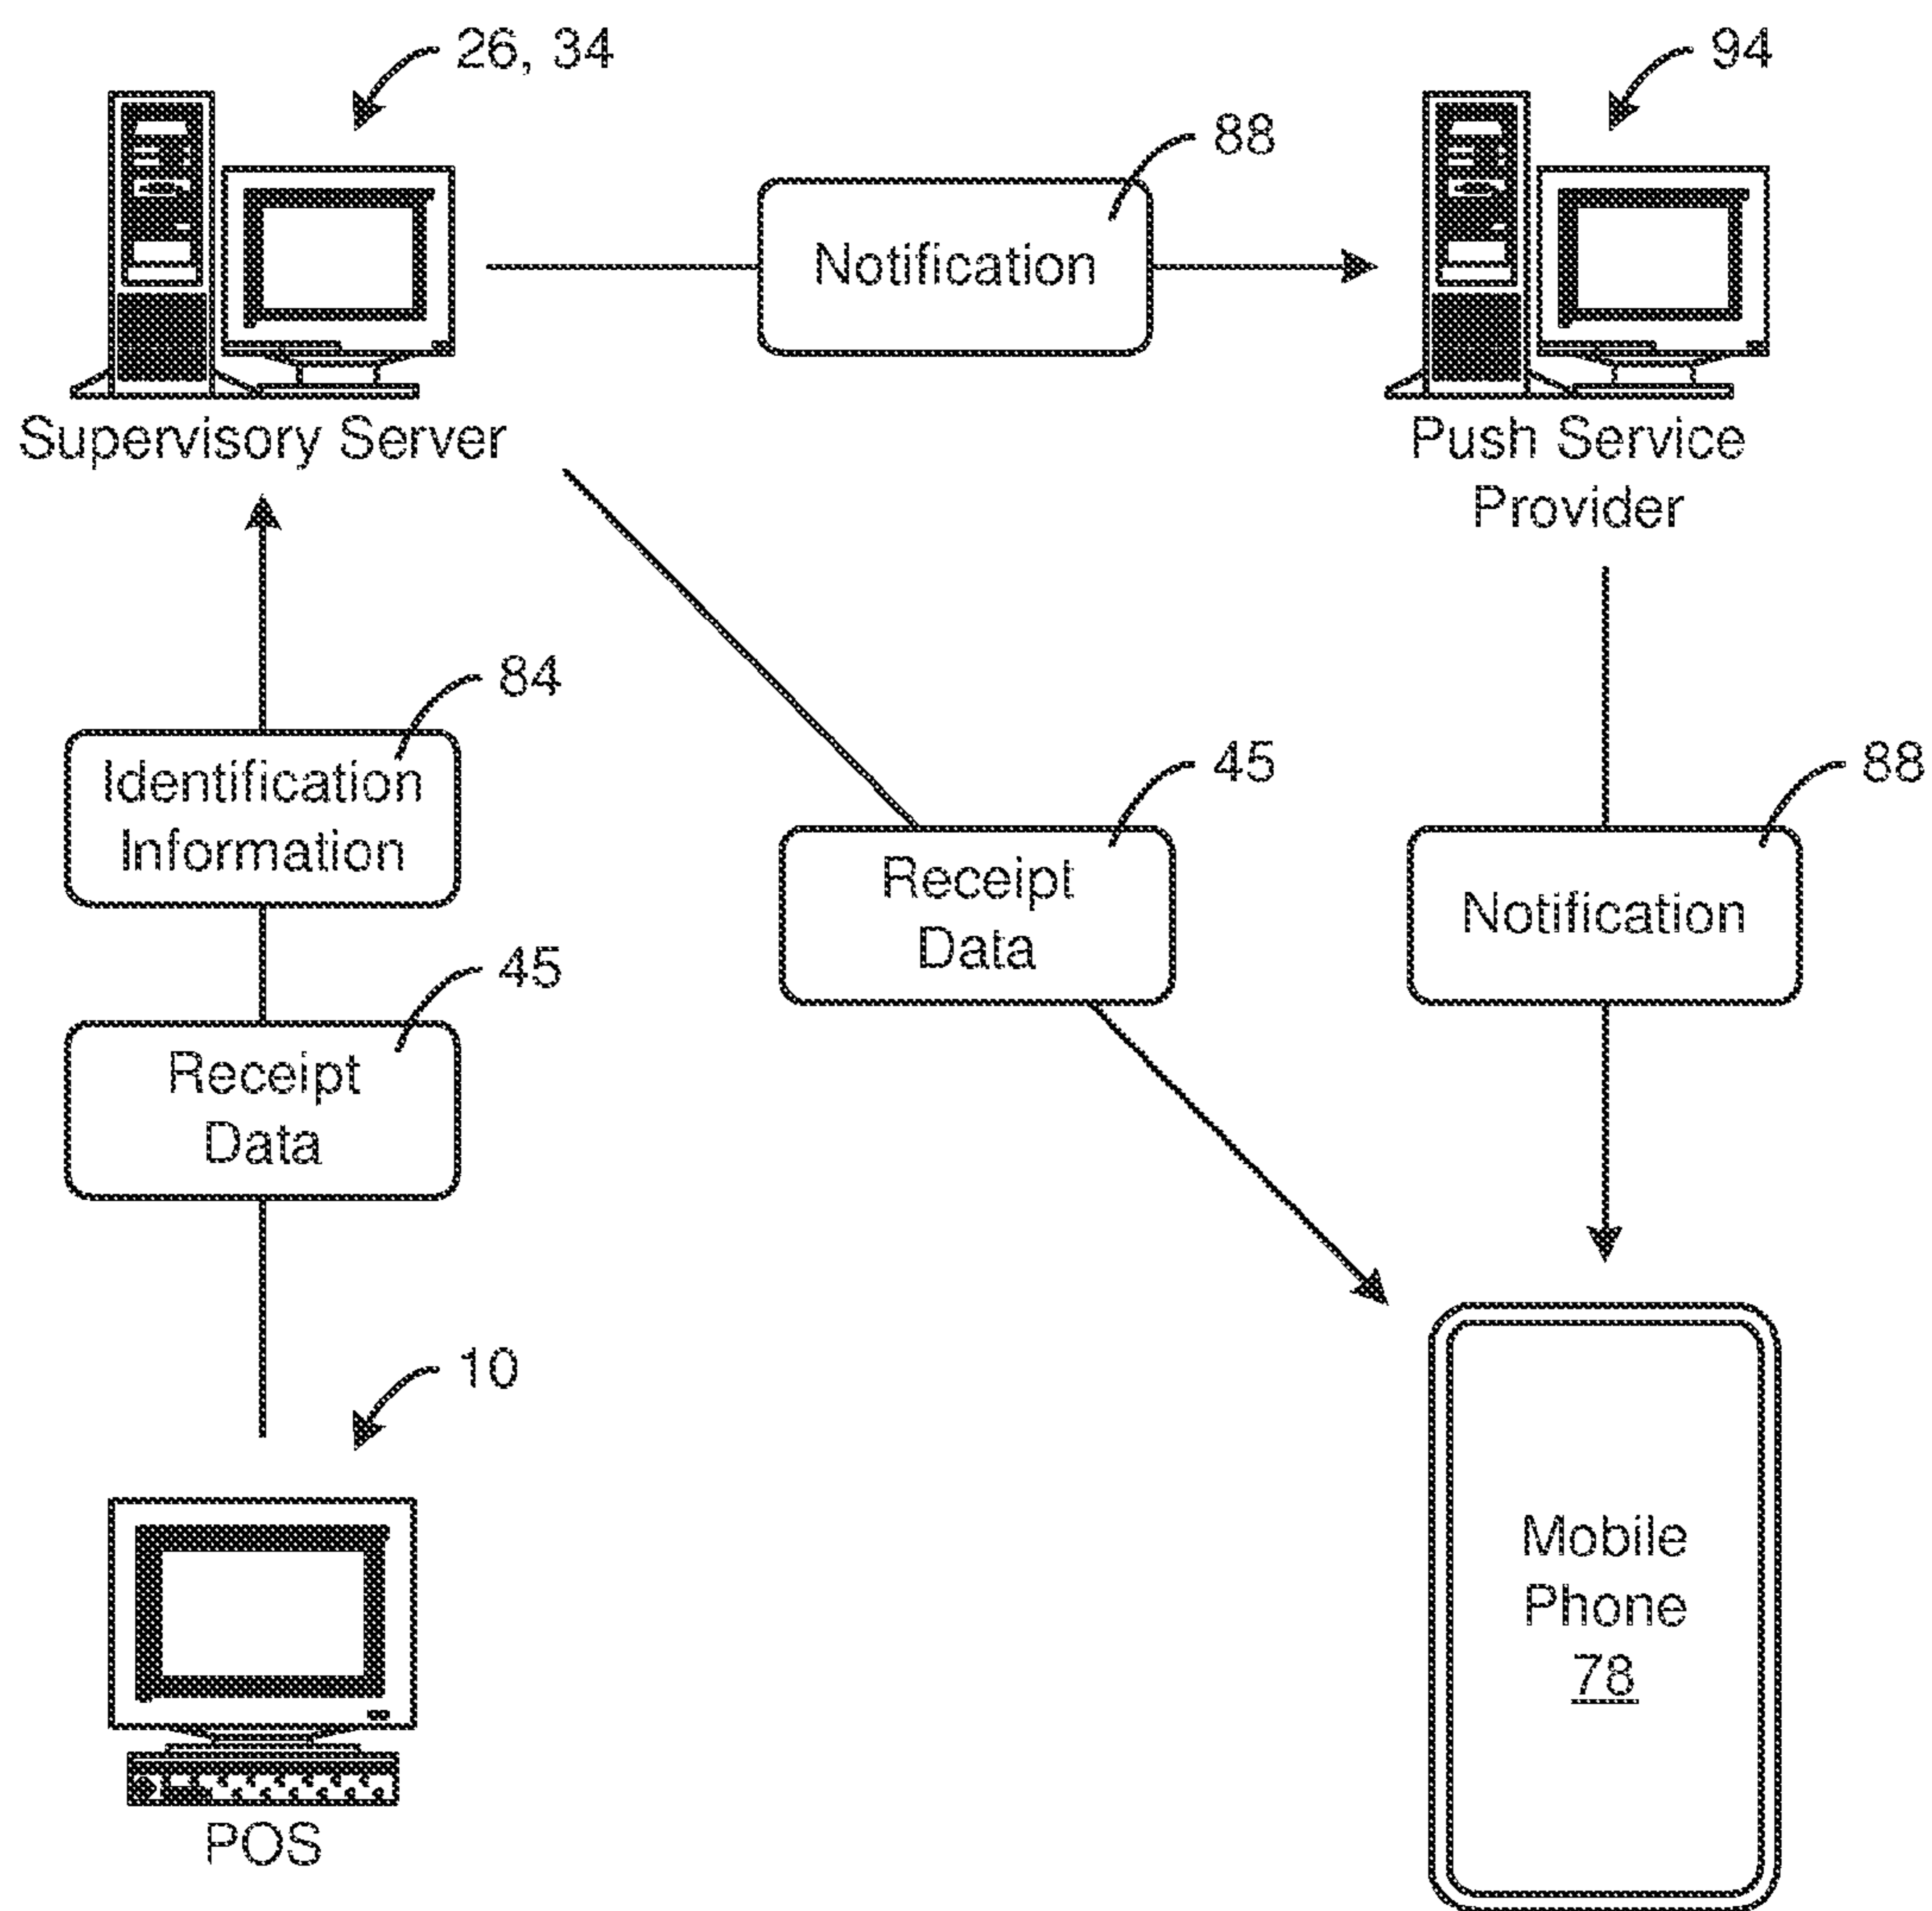 26, 34
94
88
Notification
Supervisory Server
Push Service
Provider
84
Identification
Information
45
Receipt
Data
45
Receipt
Data
88
Notification
10
POS
Mobile
Phone
78